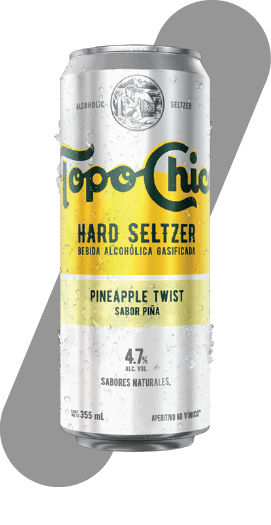 ALCOHOLIC SELTZER
Topo Chic
HARD SELTZER
BEBIDA ALCOHÓLICA GASIFICADA
PINEAPPLE TWIST
SABOR PIÑA
4.7%
ALC. VOL.
SABORES NATURALES.
355 mL
APERITIVO NO VÍNICO